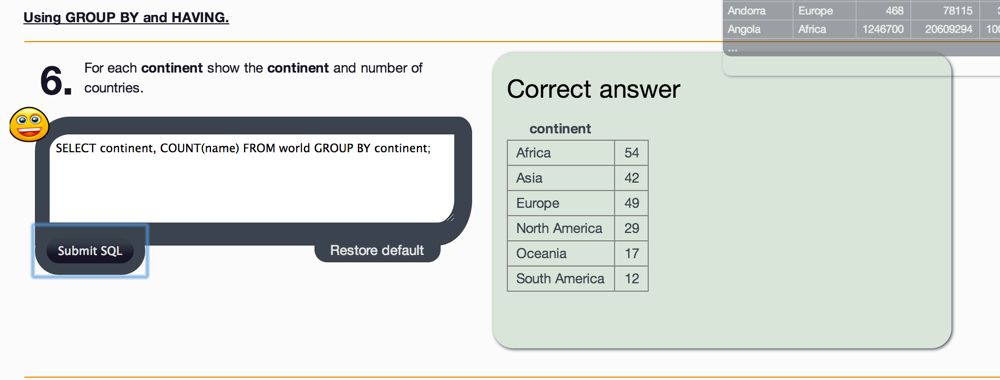 Using GROUP BY and HAVING.
Andorra Europe 468 78115
Angola Africa 1246700 20609294
...
6. For each continent show the continent and number of
countries.
SELECT continent, COUNT(name) FROM world GROUP BY continent;
Submit SQL
Restore default
Correct answer
continent
Africa 54
Asia 42
Europe 49
North America 29
Oceania 17
South America 12